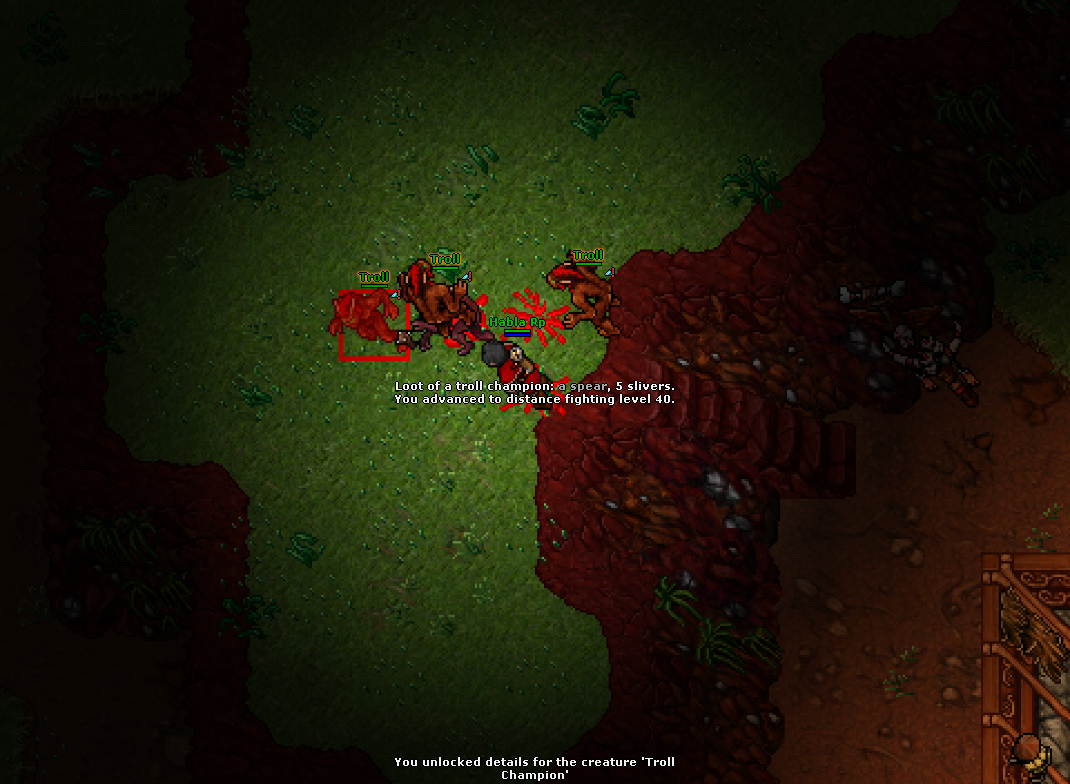 Troll
Troll
Troll
Habla Rp
Loot of a troll champion: a spear, 5 slivers.
You advanced to distance fighting level 40.
You unlocked details for the creature 'Troll
Champion'